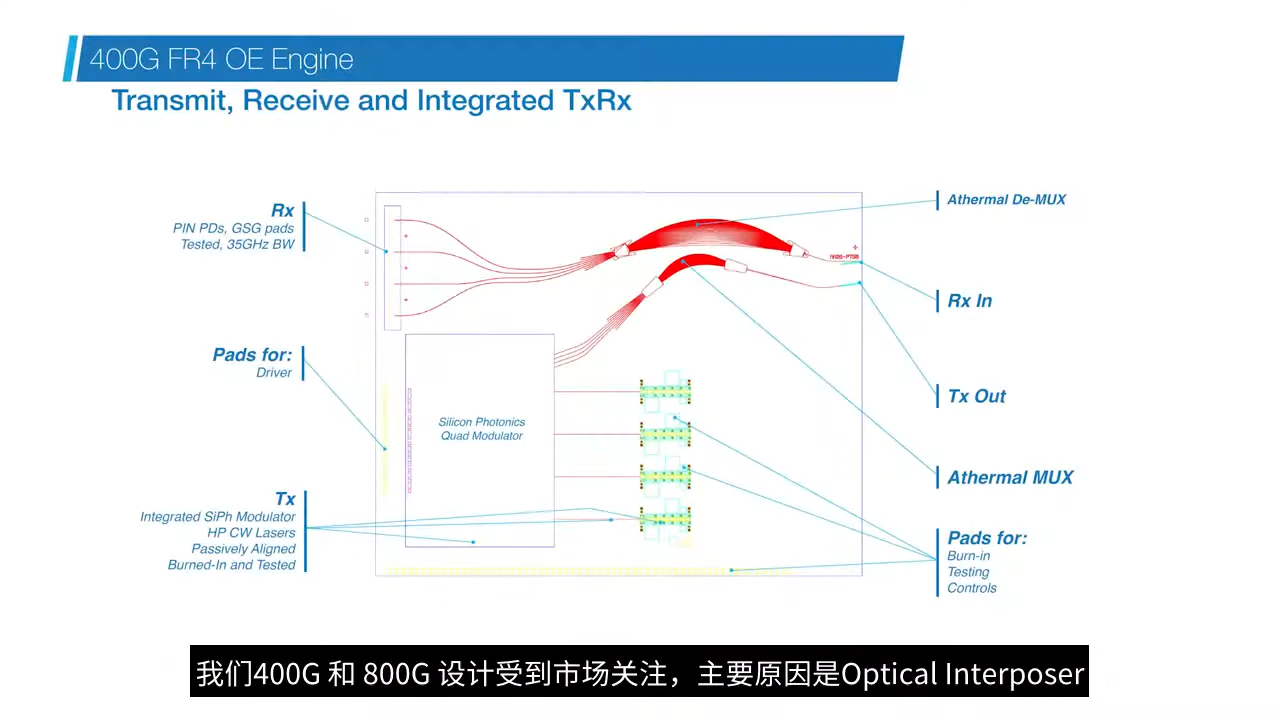 400G FR4 OE Engine
Transmit, Receive and Integrated TxRx
Rx
PIN PDs, GSG pads
Tested, 35GHz BW
Pads for:
Driver
Tx
Integrated SiPh Modulator
HP CW Lasers
Passively Aligned
Burned-In and Tested
Silicon Photonics
Quad Modulator
Athermal De-MUX
Rx In
Tx Out
Athermal MUX
Pads for:
Burn-in
Testing
Controls
我们400G 和 800G 设计受到市场关注，主要原因是Optical Interposer